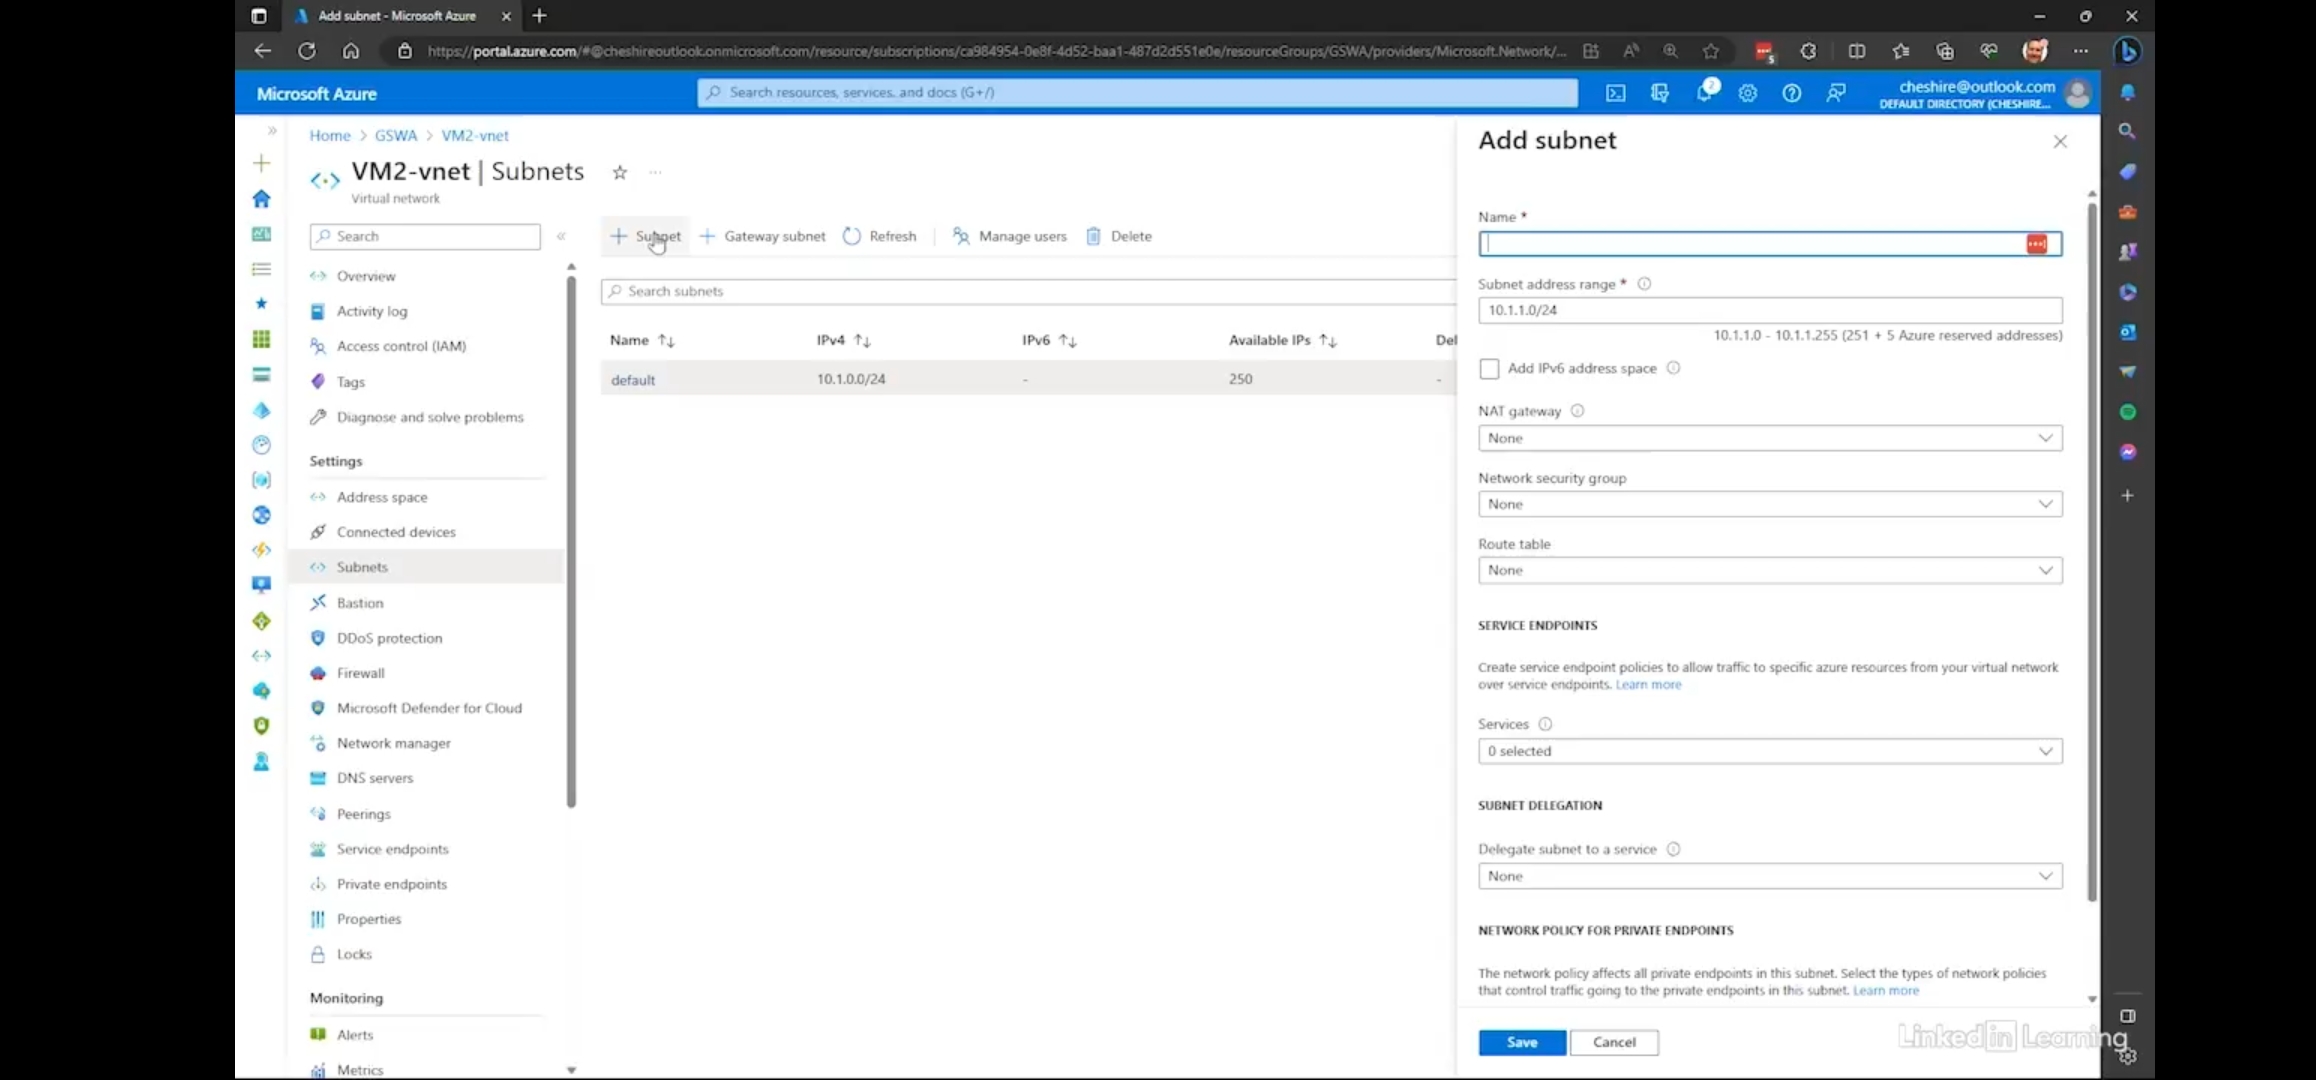 Add subnet - Microsoft Azure
https://portal.azure.com/#@cheshireoutlook.onmicrosoft.com/resource/subscriptions/ca984954-0e8f-4d52-baa1-487d2d551e0e/resourceGroups/GSWA/providers/Microsoft.Network/...
Microsoft Azure
Search resources, services, and docs (G+/)
2
cheshire@outlook.com
DEFAULT DIRECTORY (CHESHIRE...
Home > GSWA > VM2-vnet
VM2-vnet | Subnets
Virtual network
Search
Overview
Activity log
Access control (IAM)
Tags
Diagnose and solve problems
Settings
Address space
Connected devices
Subnets
Bastion
DDoS protection
Firewall
Microsoft Defender for Cloud
Network manager
DNS servers
Peerings
Service endpoints
Private endpoints
Properties
Locks
Monitoring
Alerts
Metrics
Subnet Gateway subnet Refresh Manage users Delete
Search subnets
Name IPv4 IPv6 Available IPs Del
default 10.1.0.0/24 - 250 -
Add subnet
Name *
Subnet address range *
10.1.1.0/24
10.1.1.0 - 10.1.1.255 (251 + 5 Azure reserved addresses)
Add IPv6 address space
NAT gateway
None
Network security group
None
Route table
None
SERVICE ENDPOINTS
Create service endpoint policies to allow traffic to specific azure resources from your virtual network
over service endpoints. Learn more
Services
0 selected
SUBNET DELEGATION
Delegate subnet to a service
None
NETWORK POLICY FOR PRIVATE ENDPOINTS
The network policy affects all private endpoints in this subnet. Select the types of network policies
that control traffic going to the private endpoints in this subnet. Learn more
Save Cancel
LinkedIn Learning